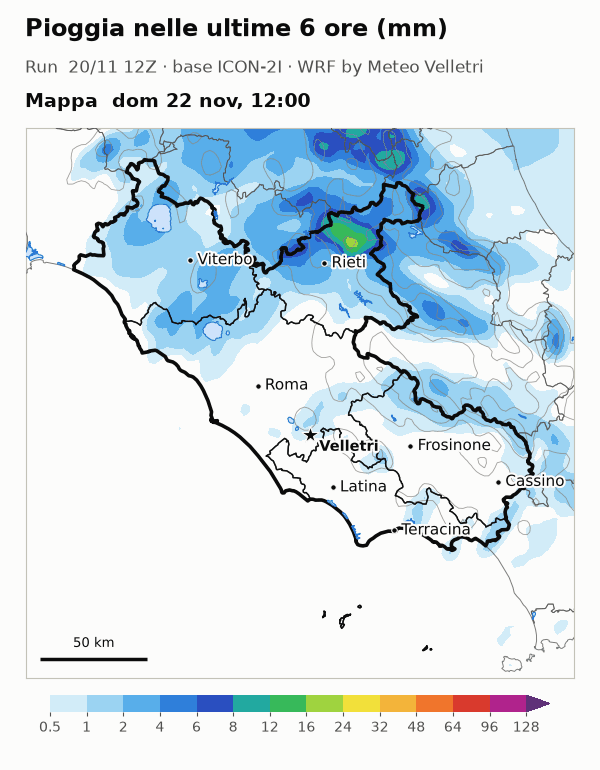 Pioggia nelle ultime 6 ore (mm)
Run  20/11 12Z · base ICON-2I · WRF by Meteo Velletri
Mappa  dom 22 nov, 12:00
Viterbo
Rieti
Roma
Velletri
Frosinone
Cassino
Latina
Terracina
50 km
0.5 1 2 4 6 8 12 16 24 32 48 64 96 128